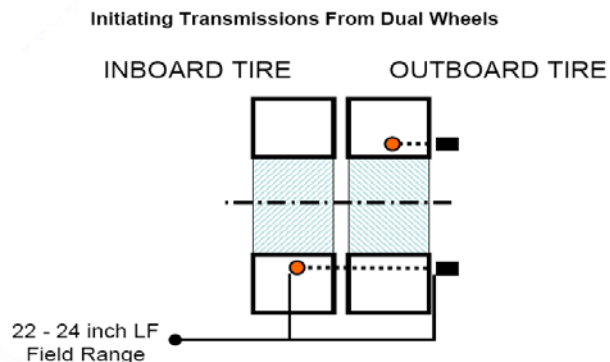 Initiating Transmissions From Dual Wheels
INBOARD TIRE
OUTBOARD TIRE
22 - 24 inch LF
Field Range